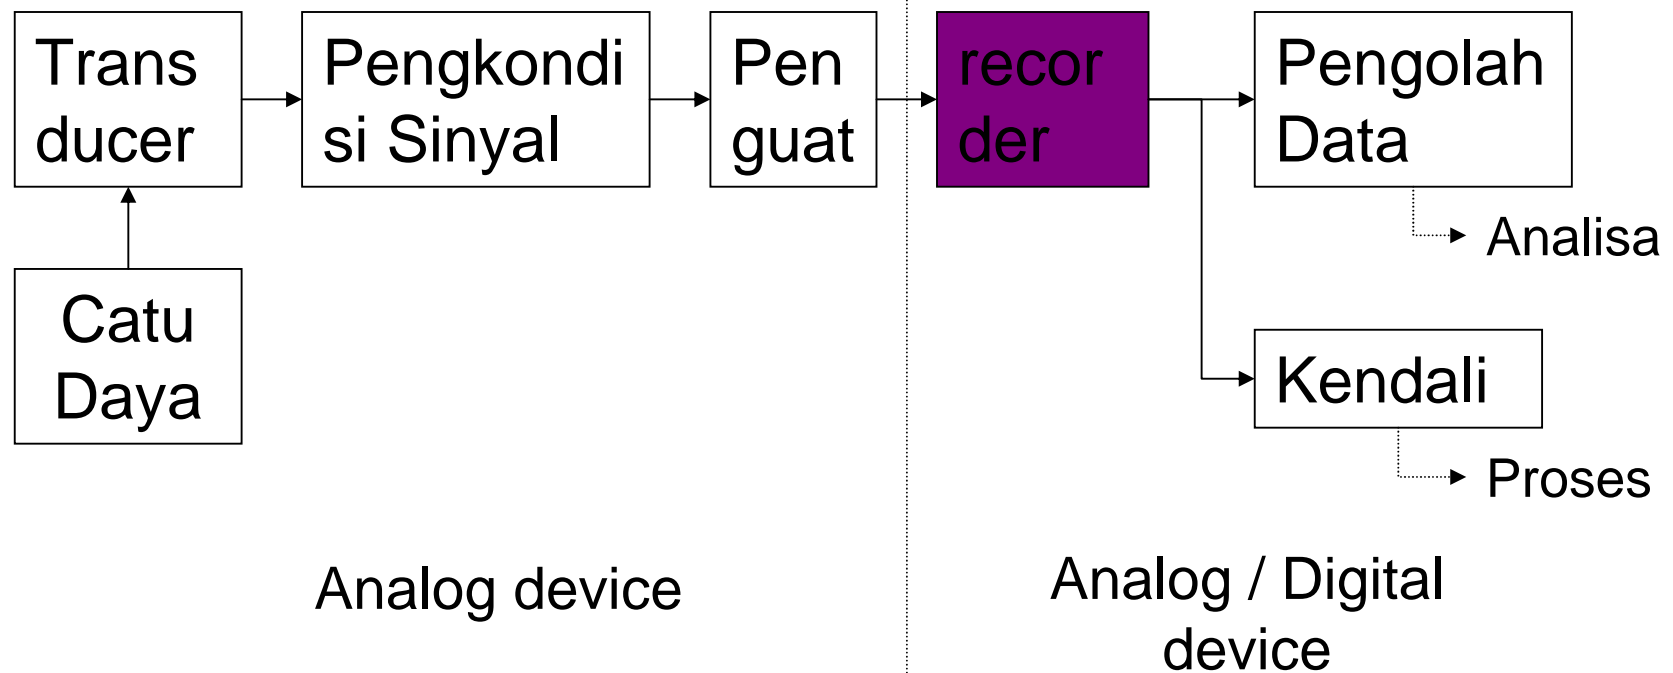 Trans
ducer
Pengkondi
si Sinyal
Pen
guat
recor
der
Pengolah
Data
Analisa
Catu
Daya
Kendali
Proses
Analog device
Analog / Digital
device